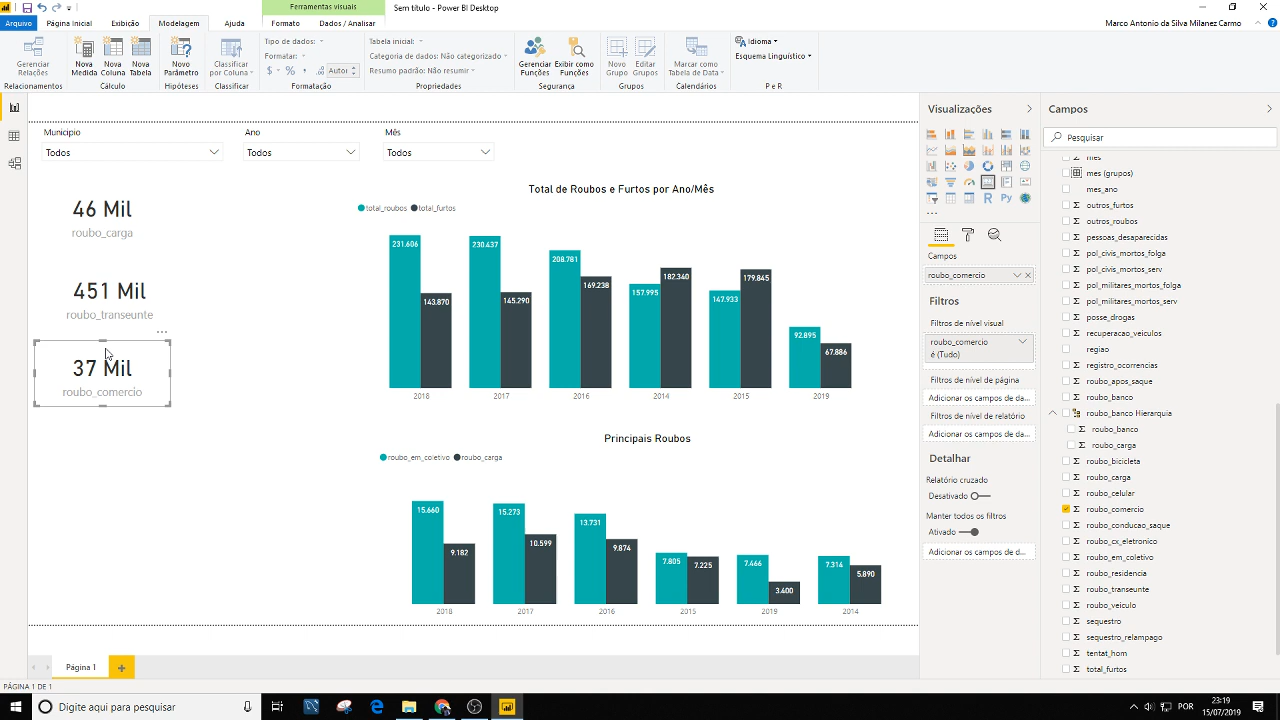 Ferramentas visuais
Sem título - Power BI Desktop
Arquivo
Página Inicial
Exibição
Modelagem
Ajuda
Formato
Dados / Analisar
Marco Antonio da Silva Milanez Carmo
Gerenciar Relações
Nova Medida
Nova Coluna
Nova Tabela
Novo Parâmetro
Classificar por Coluna
Tipo de dados:
Formatar:
$ % , .00 Auto
Tabela inicial:
Categoria de dados: Não categorizado
Resumo padrão: Não resumir
Gerenciar Funções
Exibir como Funções
Novo Grupo
Editar Grupos
Marcar como Tabela de Data
Idioma
Esquema Linguístico
Relacionamentos
Cálculo
Hipóteses
Classificar
Formatação
Propriedades
Segurança
Grupos
Calendários
P e R
Municipio
Todos
Ano
Todos
Mês
Todos
46 Mil
roubo_carga
451 Mil
roubo_transeunte
37 Mil
roubo_comercio
Total de Roubos e Furtos por Ano/Mês
total_roubos total_furtos
231.606 143.870
230.437 145.290
208.781 169.238
157.995 182.340
147.933 179.845
92.895 67.886
2018 2017 2016 2014 2015 2019
Principais Roubos
roubo_em_coletivo roubo_carga
15.660 9.182
15.273 10.599
13.731 9.874
7.805 7.225
7.466 3.400
7.314 5.890
2018 2017 2016 2015 2019 2014
Visualizações
R Py
Campos
roubo_comercio
Filtros
Filtros de nível visual
roubo_comercio
é (Tudo)
Filtros de nível de página
Adicionar os campos de da...
Filtros de nível de relatório
Adicionar os campos de da...
Detalhar
Relatório cruzado
Desativado
Manter todos os filtros
Ativado
Adicionar os campos de d...
Campos
Pesquisar
mes
mes (grupos)
mes_ano
outros_furtos
outros_roubos
pessoas_desaparecidas
pol_civis_mortos_folga
pol_civis_mortos_serv
pol_militares_mortos_folga
pol_militares_mortos_serv
posse_drogas
recuperacao_veiculos
regiao
registro_ocorrencias
roubo_apos_saque
roubo_banco
roubo_banco Hierarquia
roubo_banco
roubo_carga
roubo_bicicleta
roubo_carga
roubo_celular
roubo_comercio
roubo_conducao_saque
roubo_cx_eletronico
roubo_em_coletivo
roubo_residencia
roubo_transeunte
roubo_veiculo
sequestro
sequestro_relampago
tentat_hom
total_furtos
Página 1
PÁGINA 1 DE 1
Digite aqui para pesquisar
POR
23:19
15/07/2019